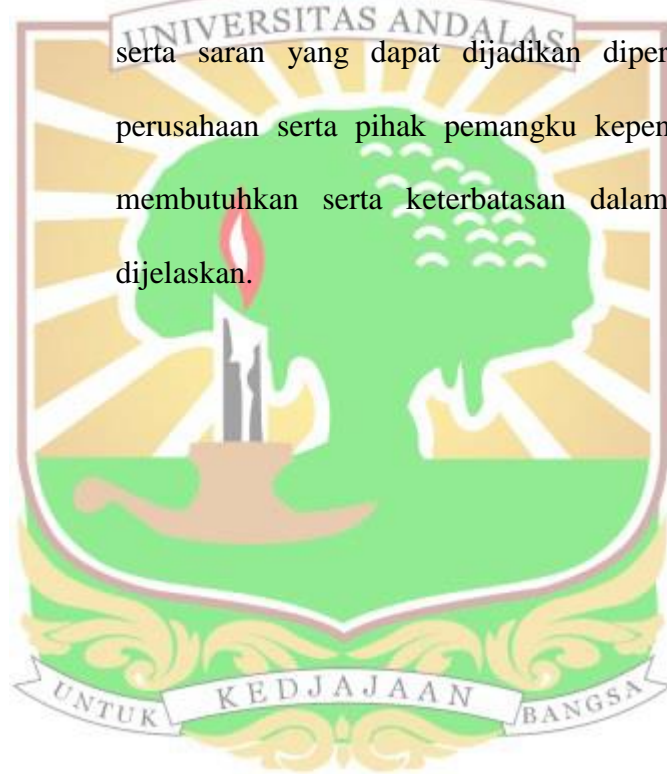 UNIVERSITAS ANDALAS
serta saran yang dapat dijadikan diper
perusahaan serta pihak pemangku kepen
membutuhkan serta keterbatasan dalam
dijelaskan.
UNTUK KEDJAJAAN BANGSA